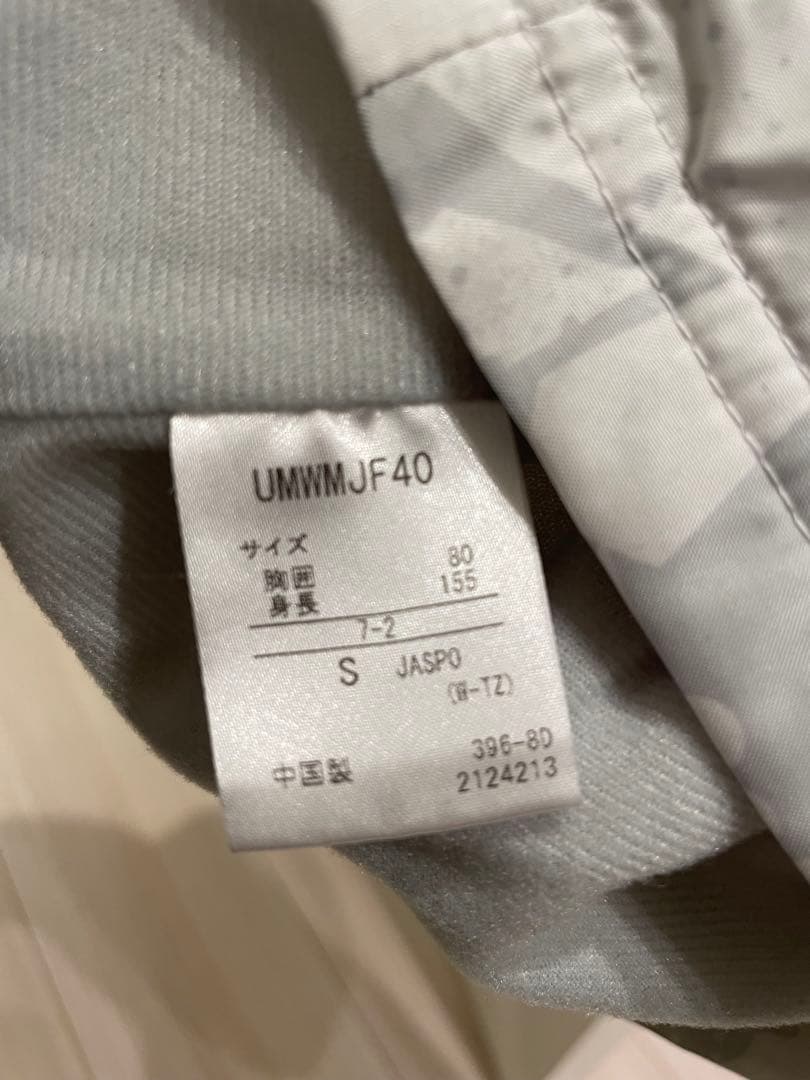 UMWMJF40
サイズ
胸囲 80
身長 155
7-2
S JASPO
(W-TZ)
396-80
中国製 2124213